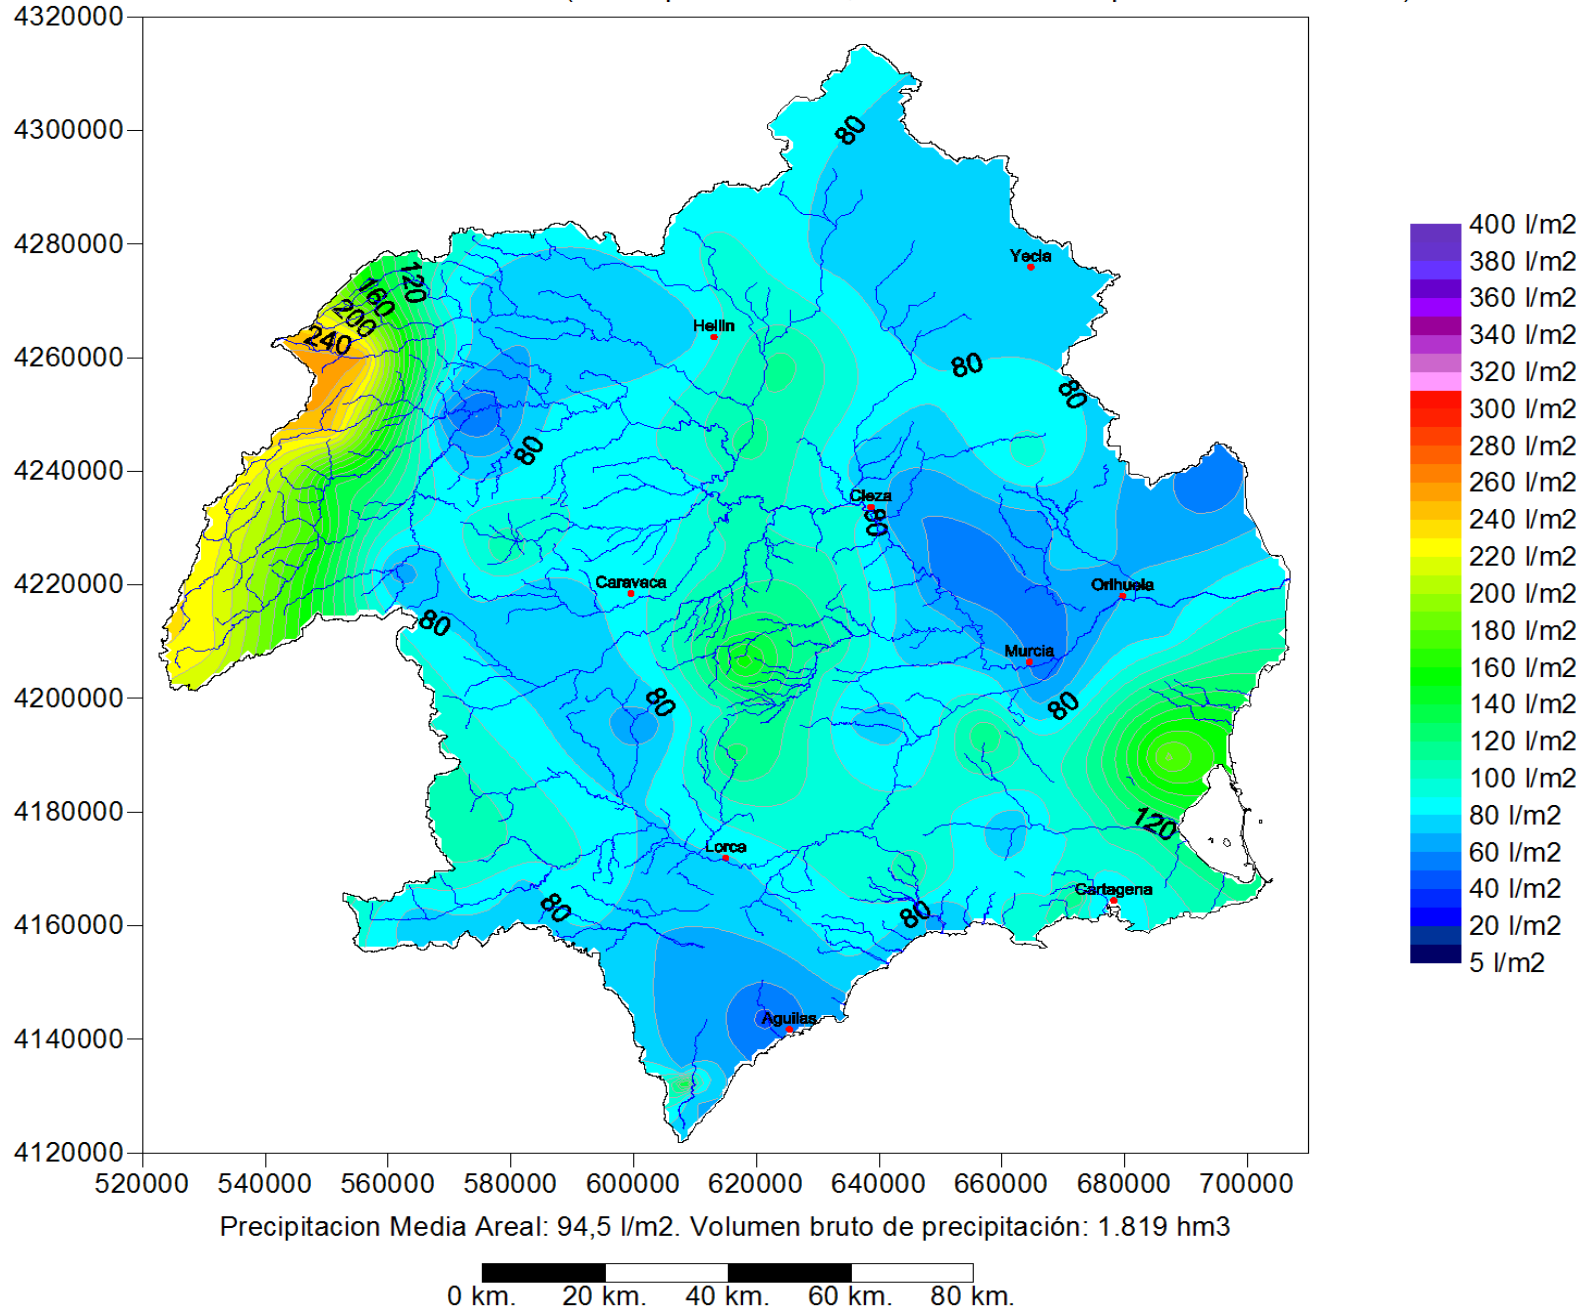 4320000
4300000
4280000
4260000
4240000
4220000
4200000
4180000
4160000
4140000
4120000
520000 540000 560000 580000 600000 620000 640000 660000 680000 700000
80
Yecla
120
160
200
240
Hellin
80
80
80
Cieza
80
Caravaca
Orihuela
80
Murcia
80
80
120
Lorca
Cartagena
80
80
Aguilas
400 l/m2
380 l/m2
360 l/m2
340 l/m2
320 l/m2
300 l/m2
280 l/m2
260 l/m2
240 l/m2
220 l/m2
200 l/m2
180 l/m2
160 l/m2
140 l/m2
120 l/m2
100 l/m2
80 l/m2
60 l/m2
40 l/m2
20 l/m2
5 l/m2
Precipitacion Media Areal: 94,5 l/m2. Volumen bruto de precipitación: 1.819 hm3
0 km. 20 km. 40 km. 60 km. 80 km.